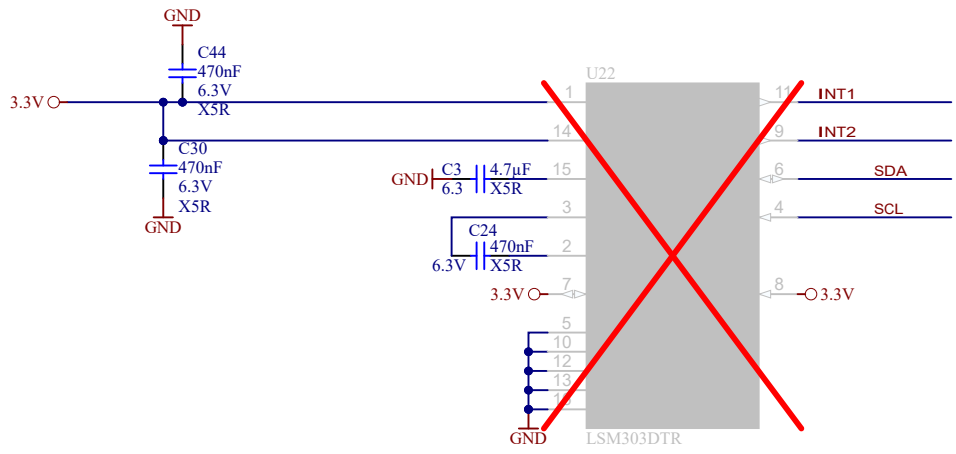 GND
C44
470nF
6.3V
X5R
3.3V
U22
1
11
INT1
14
9
INT2
C30
470nF
6.3V
X5R
GND
GND
C3
6.3
4.7µF
X5R
15
6
SDA
3
4
SCL
C24
470nF
6.3V
X5R
2
3.3V
7
8
3.3V
5
10
12
13
GND
LSM303DTR